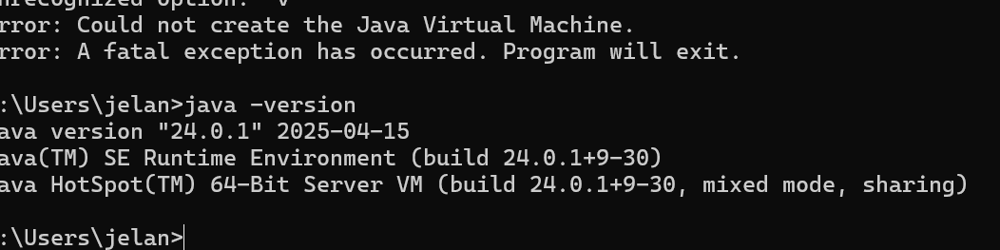 nrecognized option: -v
rror: Could not create the Java Virtual Machine.
rror: A fatal exception has occurred. Program will exit.
:\Users\jelan>java -version
ava version "24.0.1" 2025-04-15
ava(TM) SE Runtime Environment (build 24.0.1+9-30)
ava HotSpot(TM) 64-Bit Server VM (build 24.0.1+9-30, mixed mode, sharing)
:\Users\jelan>